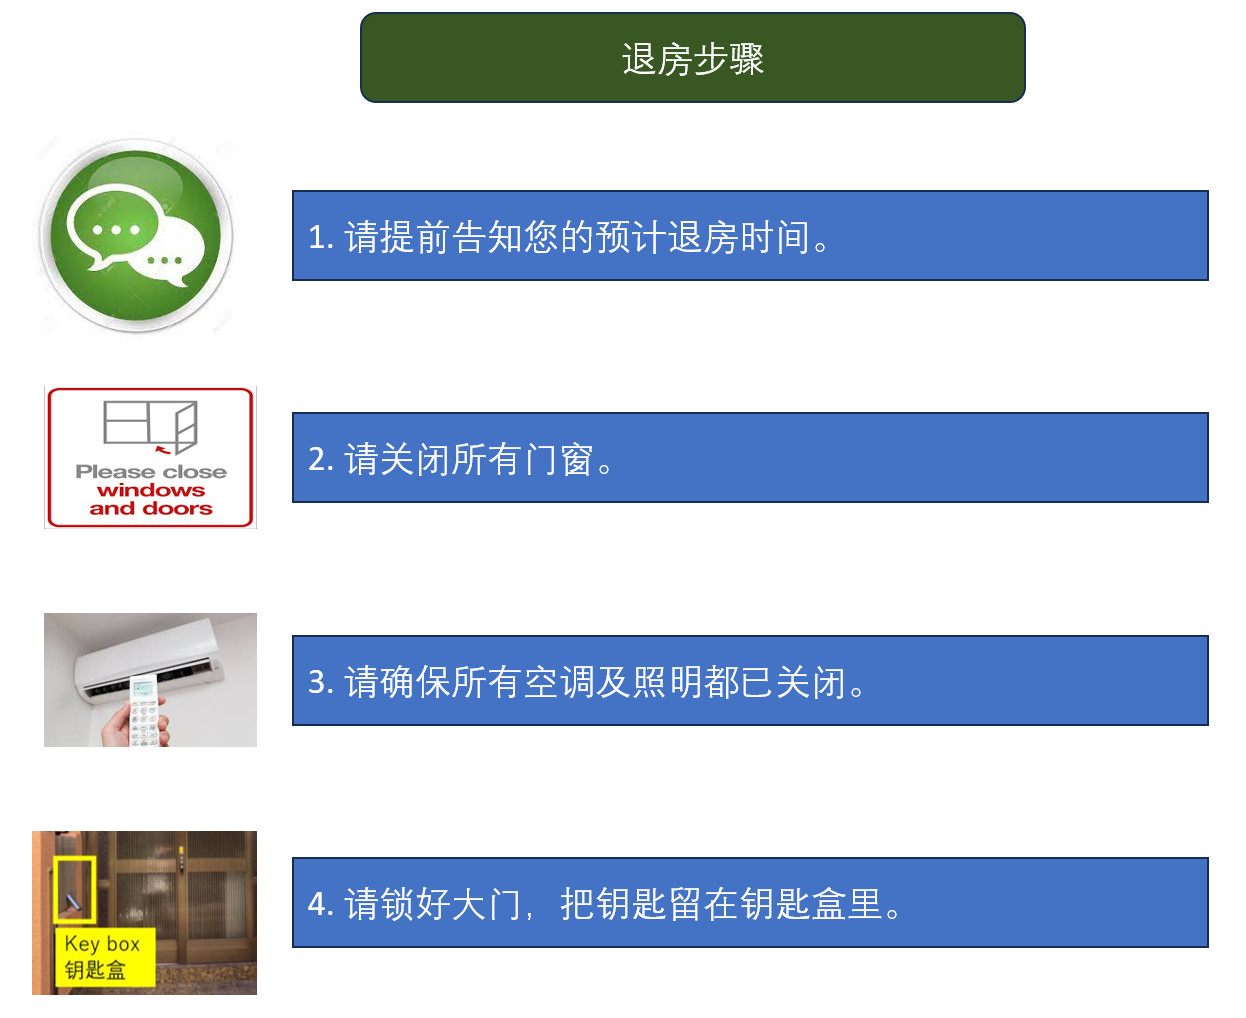 退房步骤
1. 请提前告知您的预计退房时间。
Please close
windows
and doors
2. 请关闭所有门窗。
3. 请确保所有空调及照明都已关闭。
Key box
钥匙盒
4. 请锁好大门，把钥匙留在钥匙盒里。